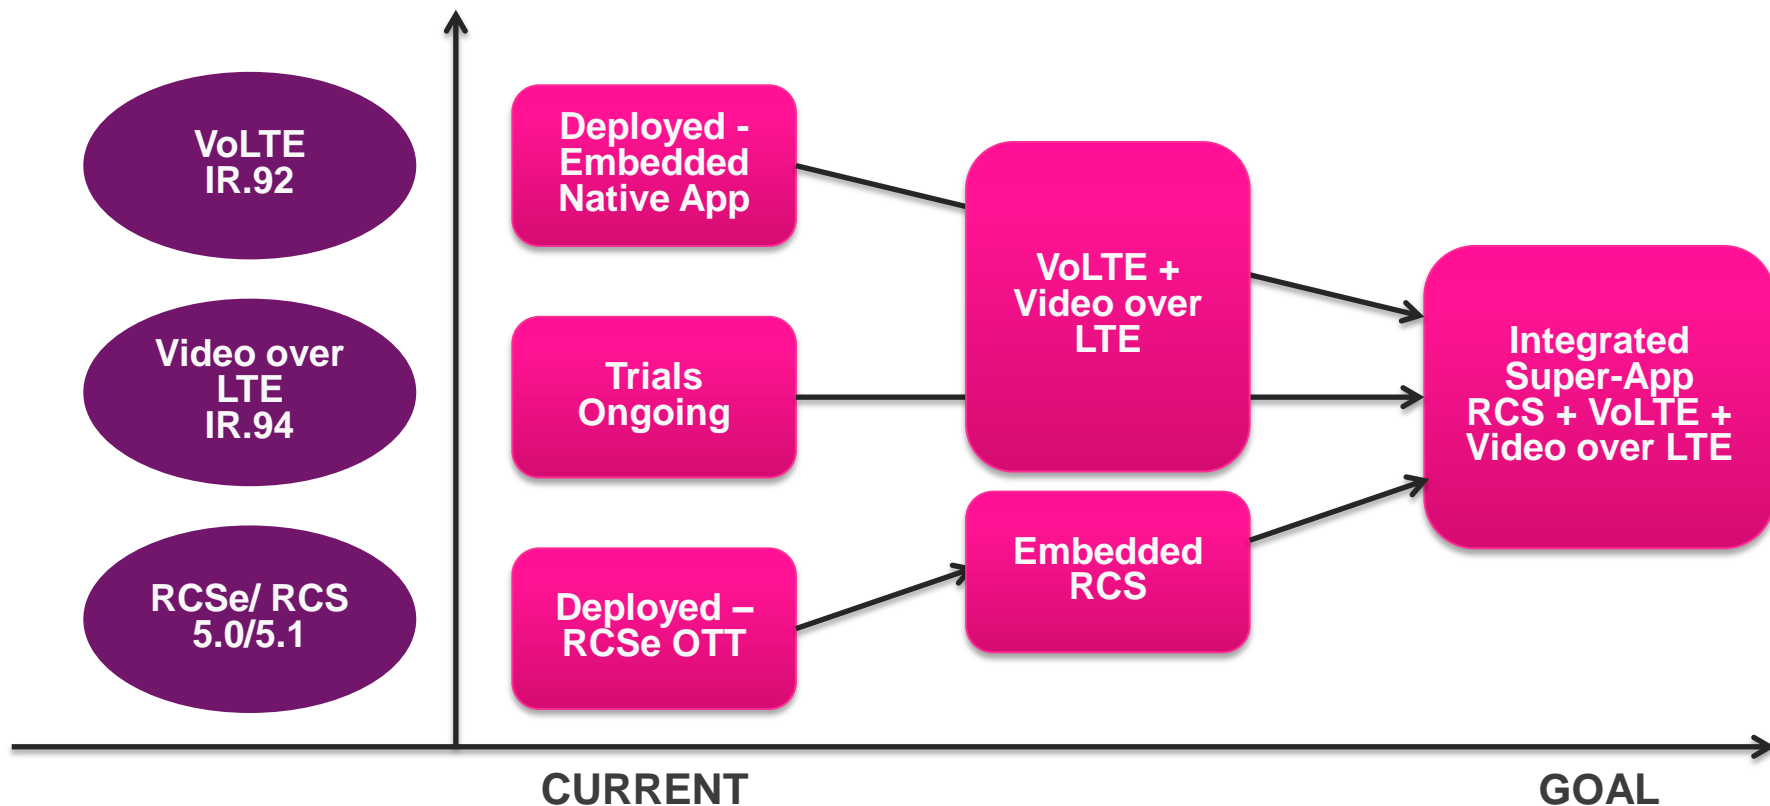 VoLTE
IR.92
Deployed -
Embedded
Native App
VoLTE +
Video over
LTE
Video over
LTE
IR.94
Trials
Ongoing
Integrated
Super-App
RCS + VoLTE +
Video over LTE
RCSe/ RCS
5.0/5.1
Deployed –
RCSe OTT
Embedded
RCS
CURRENT
GOAL